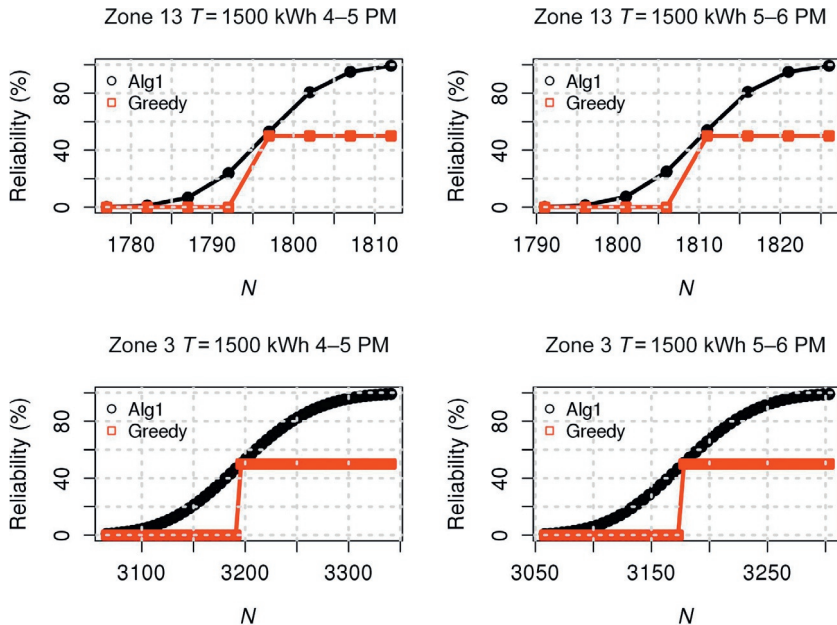 Zone 13 T = 1500 kWh 4–5 PM
Reliability (%)
80
40
0
Alg1
Greedy
1780 1790 1800 1810
N
Zone 13 T = 1500 kWh 5–6 PM
Reliability (%)
80
40
0
Alg1
Greedy
1790 1800 1810 1820
N
Zone 3 T = 1500 kWh 4–5 PM
Reliability (%)
80
40
0
Alg1
Greedy
3100 3200 3300
N
Zone 3 T = 1500 kWh 5–6 PM
Reliability (%)
80
40
0
Alg1
Greedy
3050 3150 3250
N